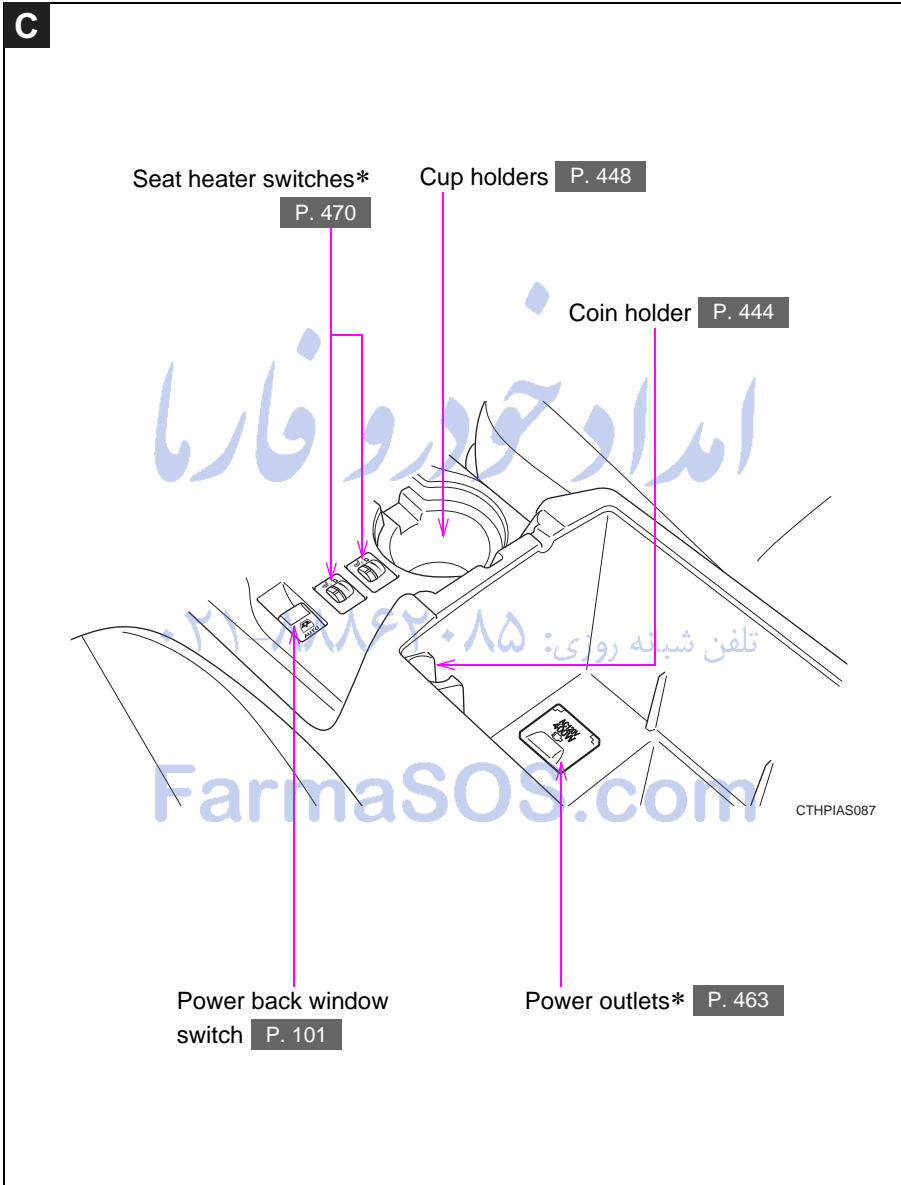 C
Seat heater switches*
P. 470
Cup holders P. 448
Coin holder P. 444
امداد خودرو فارما
AUTO
تلفن شبانه روزی: ۰۲۱-۸۸۸۶۲۰۸۵
FarmaSOS.com
CTHPIAS087
Power back window
switch P. 101
Power outlets* P. 463